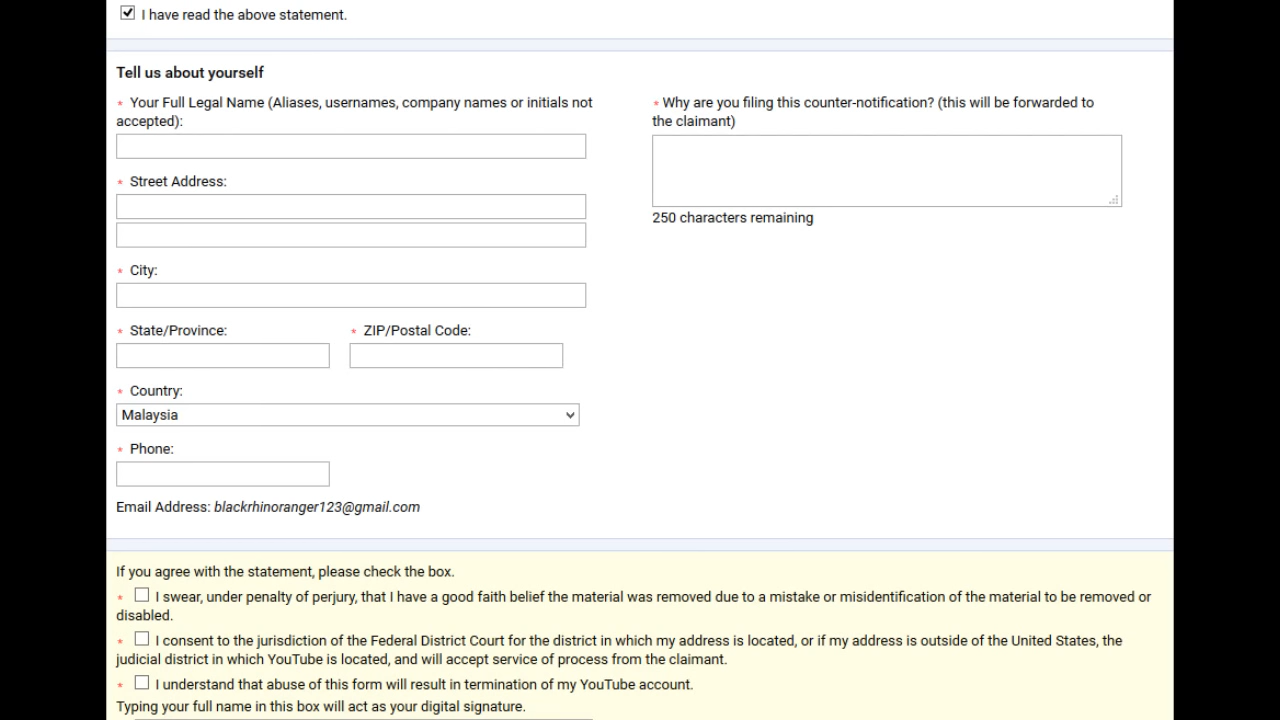 I have read the above statement.
Tell us about yourself
* Your Full Legal Name (Aliases, usernames, company names or initials not
accepted):
* Street Address:
* City:
* State/Province:
* ZIP/Postal Code:
* Country:
Malaysia
* Phone:
Email Address: blackrhinoranger123@gmail.com
* Why are you filing this counter-notification? (this will be forwarded to
the claimant)
250 characters remaining
If you agree with the statement, please check the box.
* I swear, under penalty of perjury, that I have a good faith belief the material was removed due to a mistake or misidentification of the material to be removed or
disabled.
* I consent to the jurisdiction of the Federal District Court for the district in which my address is located, or if my address is outside of the United States, the
judicial district in which YouTube is located, and will accept service of process from the claimant.
* I understand that abuse of this form will result in termination of my YouTube account.
Typing your full name in this box will act as your digital signature.